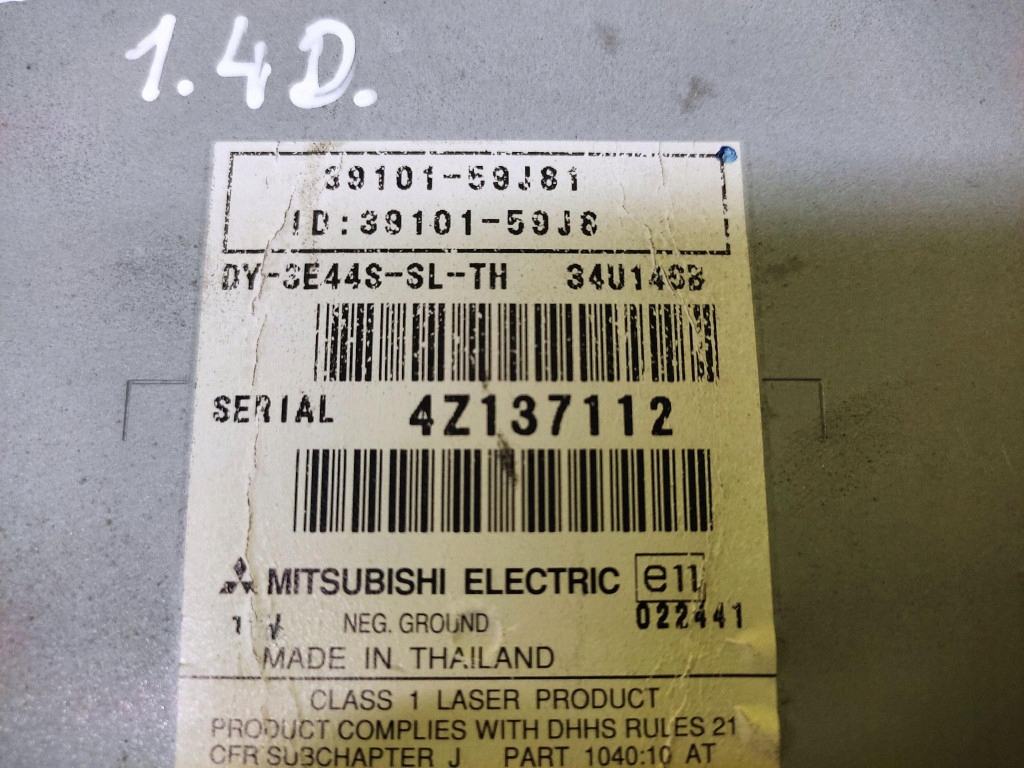 1.4D.
39101-59J81
ID:39101-59J8
DY-3E44S-SL-TH 34U146B
SERIAL 4Z137112
MITSUBISHI ELECTRIC e11
NEG. GROUND 022441
MADE IN THAILAND
CLASS 1 LASER PRODUCT
PRODUCT COMPLIES WITH DHHS RULES 21
CFR SUBCHAPTER J PART 1040:10 AT